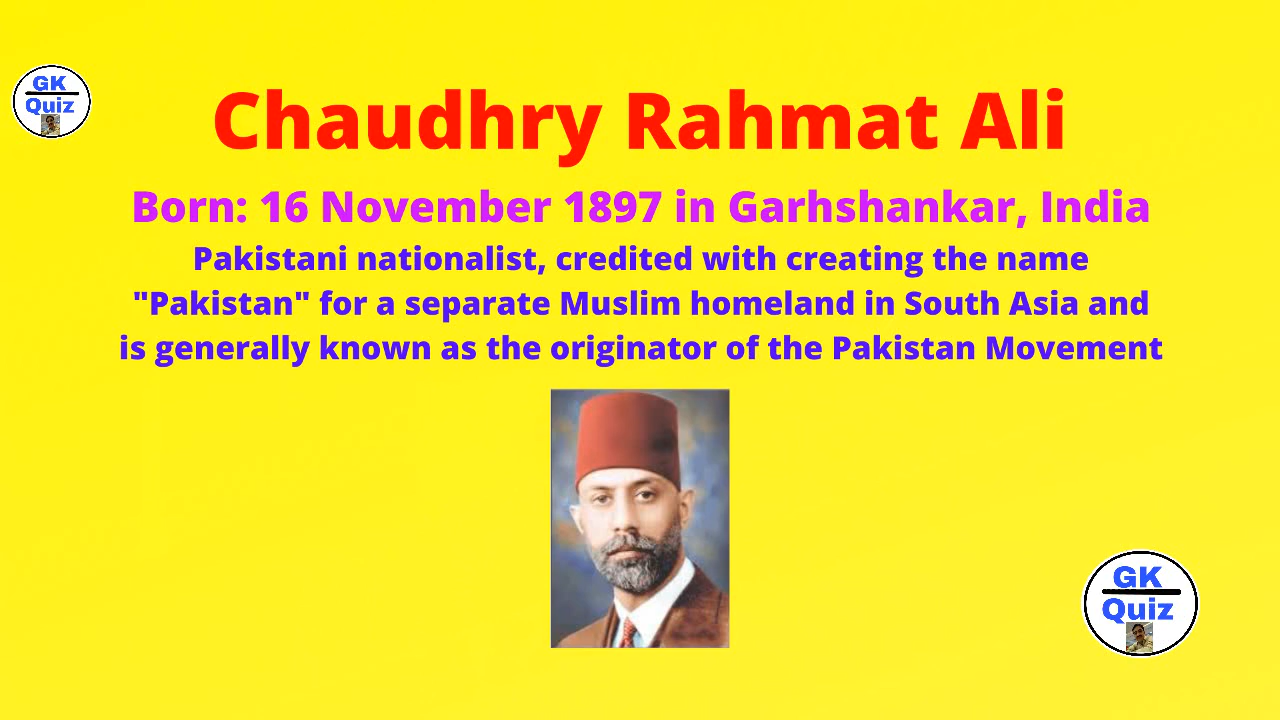 GK
Quiz
Chaudhry Rahmat Ali
Born: 16 November 1897 in Garhshankar, India
Pakistani nationalist, credited with creating the name
"Pakistan" for a separate Muslim homeland in South Asia and
is generally known as the originator of the Pakistan Movement
GK
Quiz